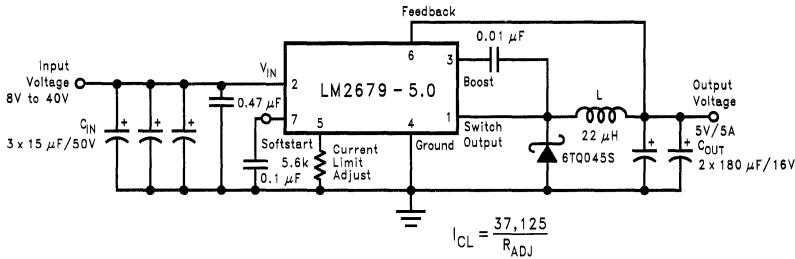 Feedback
0.01 μF
Input
Voltage
8V to 40V
V_IN
6
3
2
LM2679 - 5.0
Boost
L
Output
Voltage
5V/5A
0.47 μF
7
5
4
1
Switch
Output
22 μH
C_IN
3 x 15 μF/50V
Softstart
5.6k
0.1 μF
Current
Limit
Adjust
Ground
6TQ045S
C_OUT
2 x 180 μF/16V
+
+
+
+
+
I_CL = 37,125 / R_ADJ